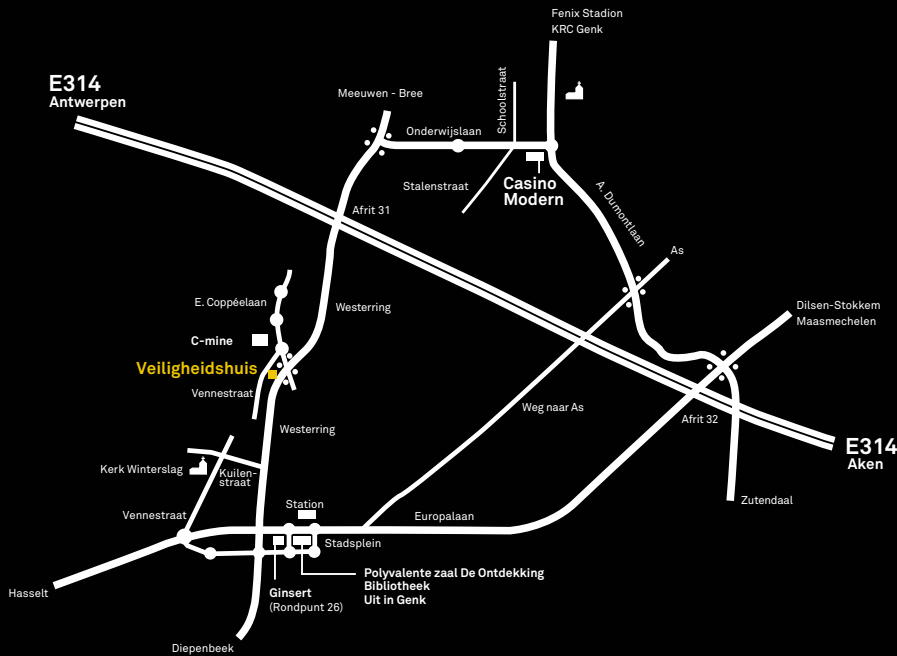 Fenix Stadion
KRC Genk
E314
Antwerpen
Meeuwen - Bree
Onderwijslaan
Schoolstraat
Stalenstraat
Casino
Modern
A. Dumontlaan
Afrit 31
As
E. Coppéelaan
Westerring
Dilsen-Stokkem
Maasmechelen
C-mine
Veiligheidshuis
Vennestraat
Weg naar As
Westerring
Afrit 32
E314
Aken
Kerk Winterslag
Kuilen-
straat
Zutendaal
Station
Vennestraat
Europalaan
Stadsplein
Polyvalente zaal De Ontdekking
Bibliotheek
Uit in Genk
Ginsert
(Rondpunt 26)
Hasselt
Diepenbeek